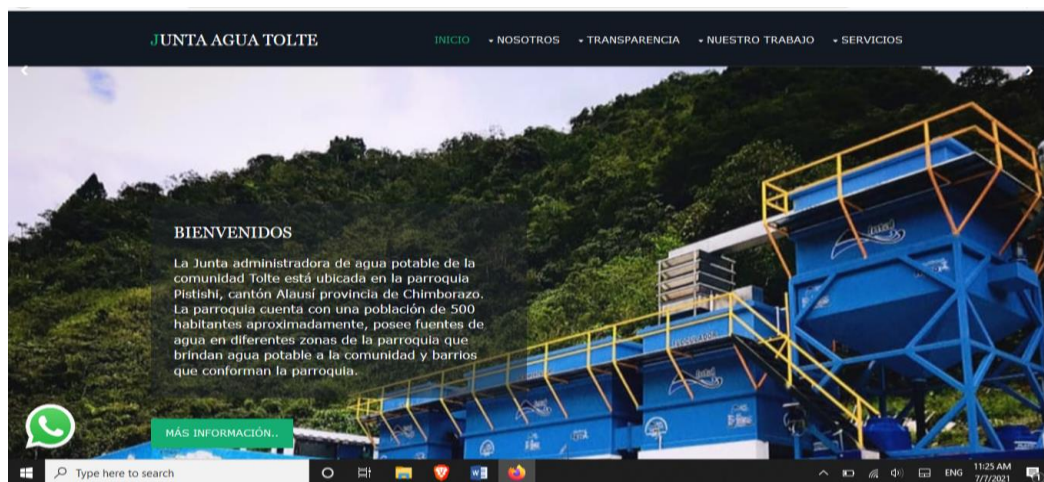 JUNTA AGUA TOLTE
INICIO NOSOTROS TRANSPARENCIA NUESTRO TRABAJO SERVICIOS
BIENVENIDOS
La Junta administradora de agua potable de la
comunidad Tolte está ubicada en la parroquia
Pistishi, cantón Alausí provincia de Chimborazo.
La parroquia cuenta con una población de 500
habitantes aproximadamente, posee fuentes de
agua en diferentes zonas de la parroquia que
brindan agua potable a la comunidad y barrios
que conforman la parroquia.
MÁS INFORMACIÓN..
Type here to search
ENG
11:25 AM
7/7/2021